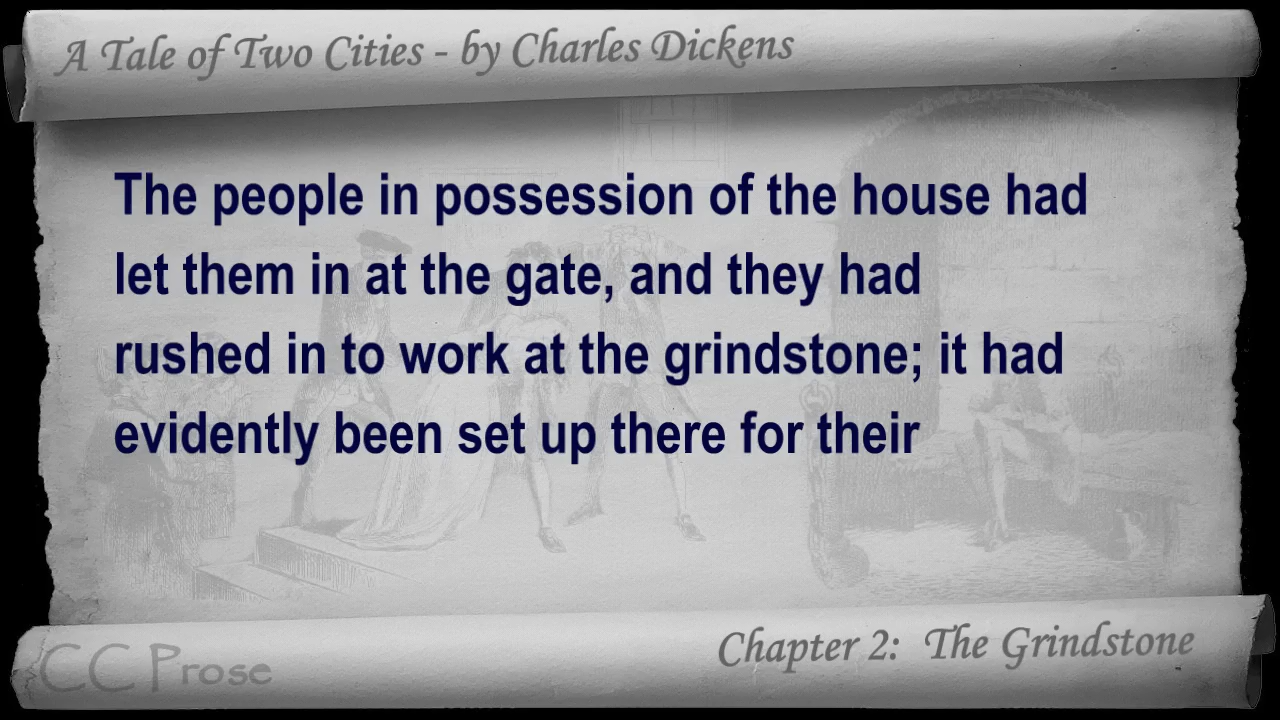 A Tale of Two Cities - by Charles Dickens
The people in possession of the house had
let them in at the gate, and they had
rushed in to work at the grindstone; it had
evidently been set up there for their
Chapter 2: The Grindstone
CC Prose